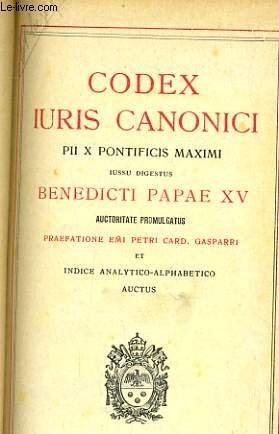 Le-livre.com
CODEX
IURIS CANONICI
PII X PONTIFICIS MAXIMI
IUSSU DIGESTUS
BENEDICTI PAPAE XV
AUCTORITATE PROMULGATUS
PRAEFATIONE EMI PETRI CARD. GASPARRI
ET
INDICE ANALYTICO-ALPHABETICO
AUCTUS